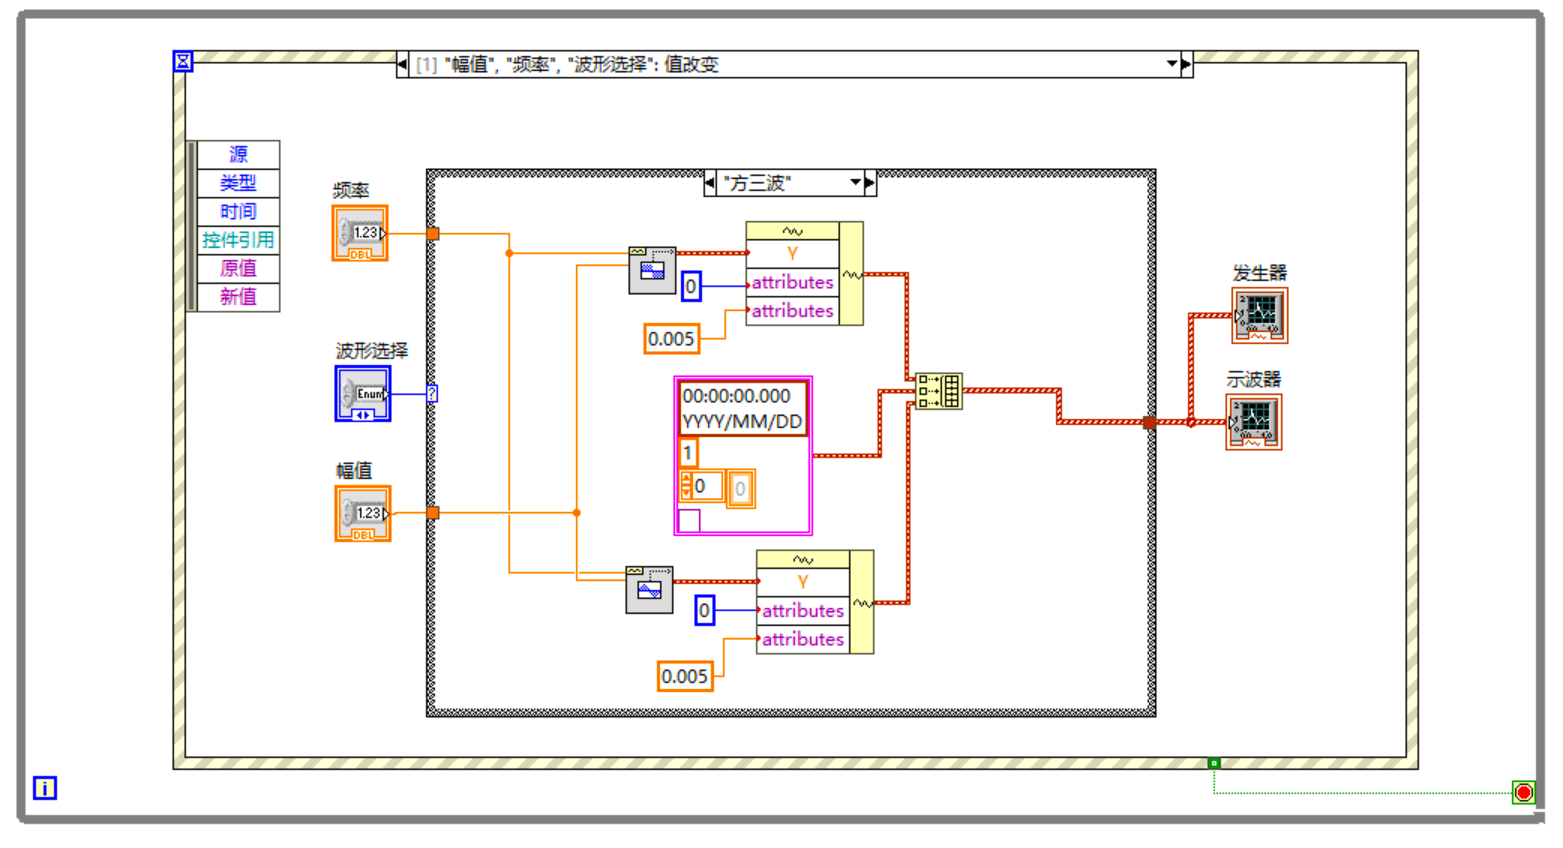 [1] "幅值", "频率", "波形选择": 值改变
源
类型
时间
控件引用
原值
新值
频率
1.23
DBL
波形选择
Enum
?
幅值
1.23
DBL
"方三波"
Y
attributes
attributes
0
0.005
00:00:00.000
YYYY/MM/DD
1
0
0
Y
attributes
attributes
0
0.005
发生器
示波器
i